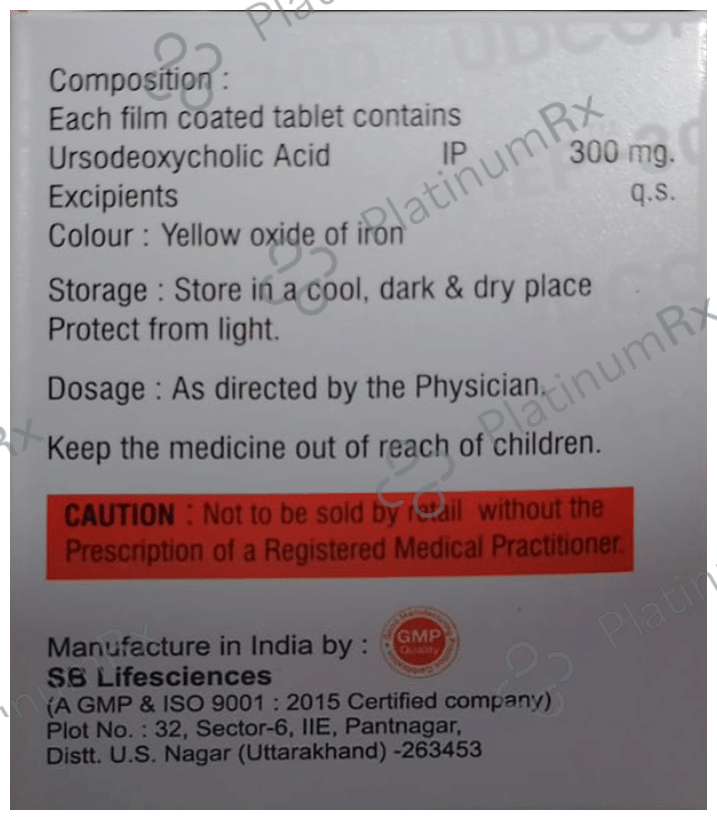 Composition :
Each film coated tablet contains
Ursodeoxycholic Acid IP 300 mg.
Excipients q.s.
Colour : Yellow oxide of iron
Storage : Store in a cool, dark & dry place
Protect from light.
Dosage : As directed by the Physician.
Keep the medicine out of reach of children.
CAUTION : Not to be sold by retail without the
Prescription of a Registered Medical Practitioner.
Manufacture in India by :
GMP
Quality
SB Lifesciences
(A GMP & ISO 9001 : 2015 Certified company)
Plot No. : 32, Sector-6, IIE, Pantnagar,
Distt. U.S. Nagar (Uttarakhand) -263453
PlatinumRx
PlatinumRx